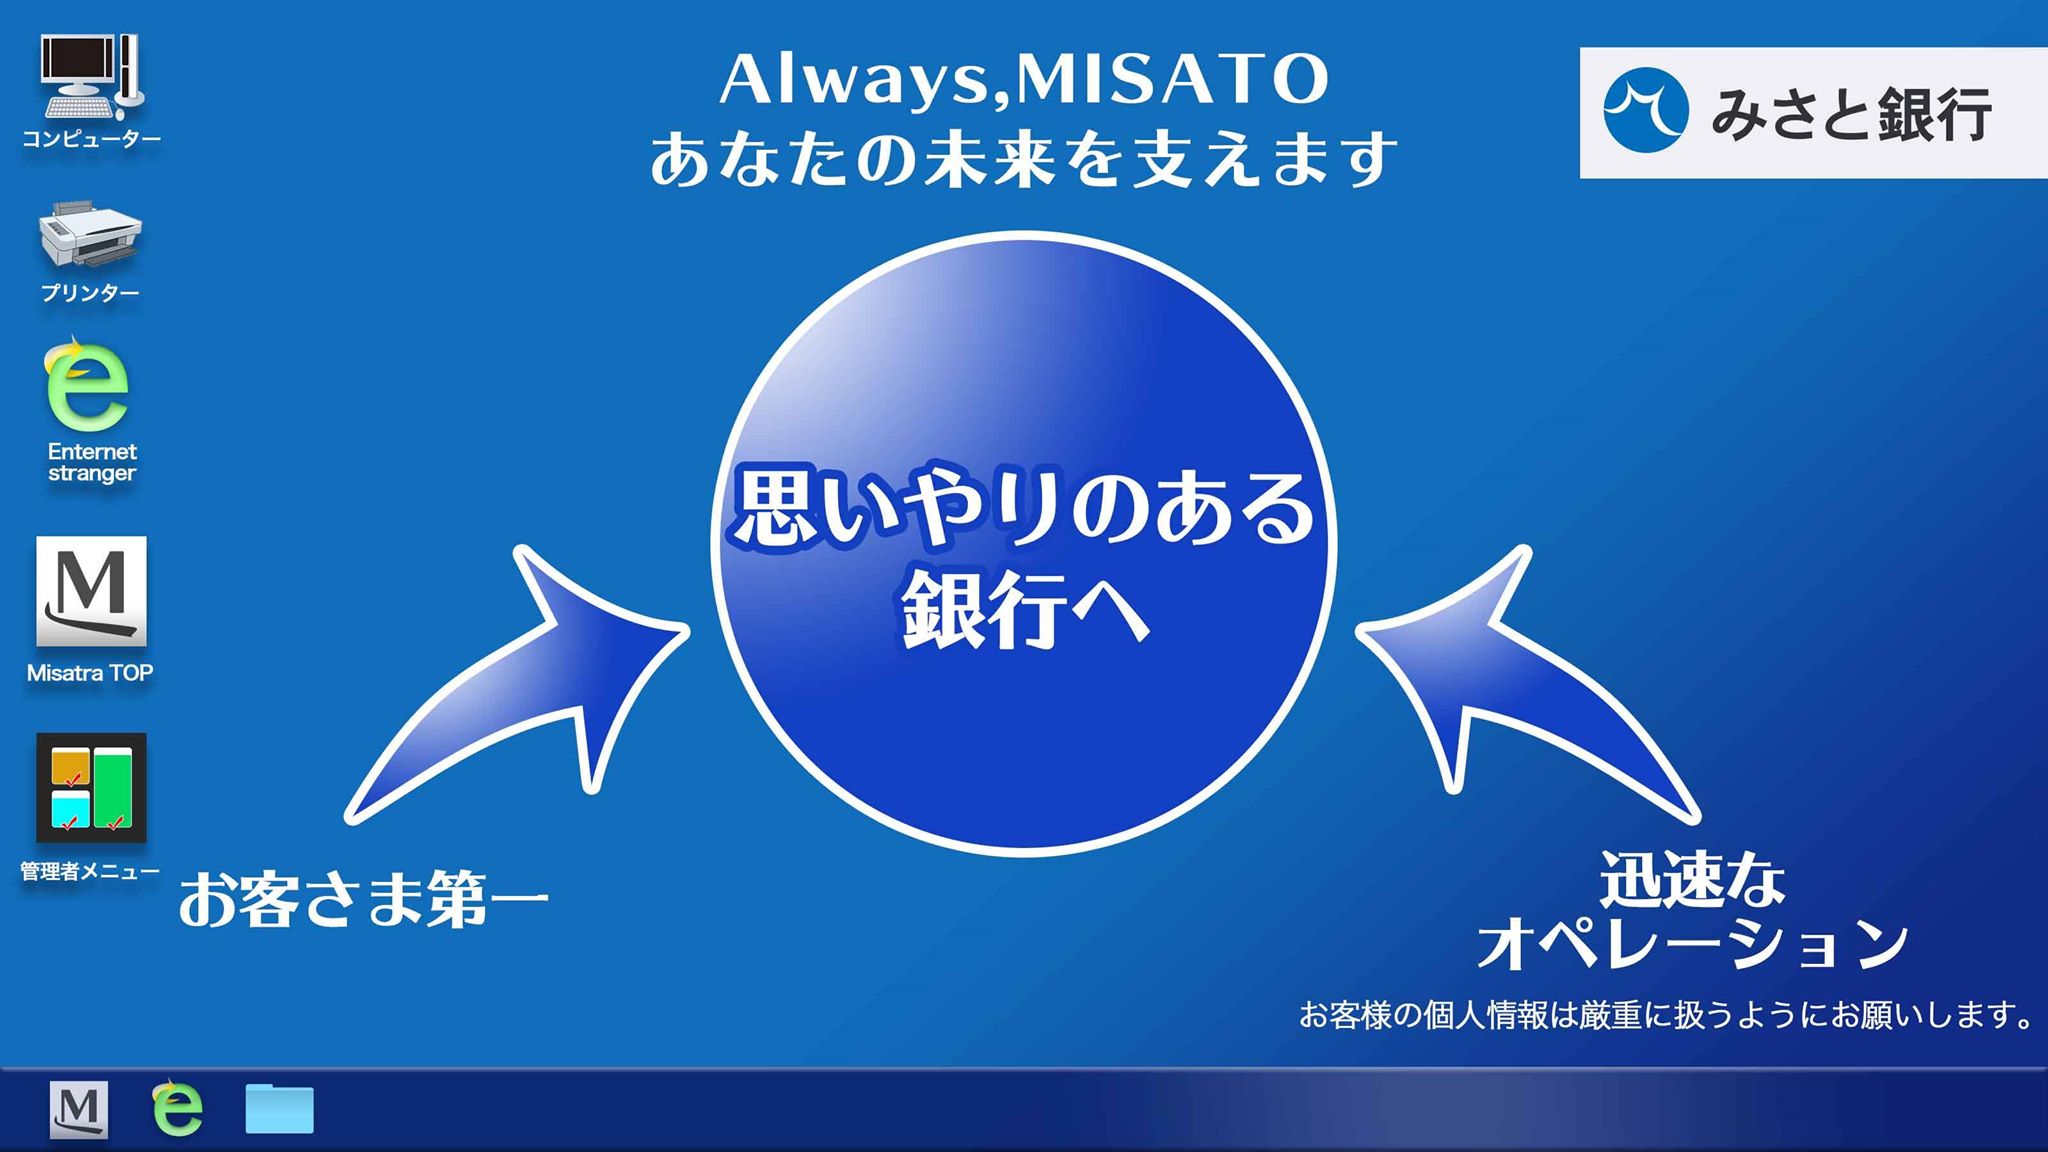 Always,MISATO
あなたの未来を支えます
みさと銀行
コンピューター
プリンター
e
Enternet
stranger
M
Misatra TOP
管理者メニュー
思いやりのある
銀行へ
お客さま第一
迅速な
オペレーション
お客様の個人情報は厳重に扱うようにお願いします。
M
e